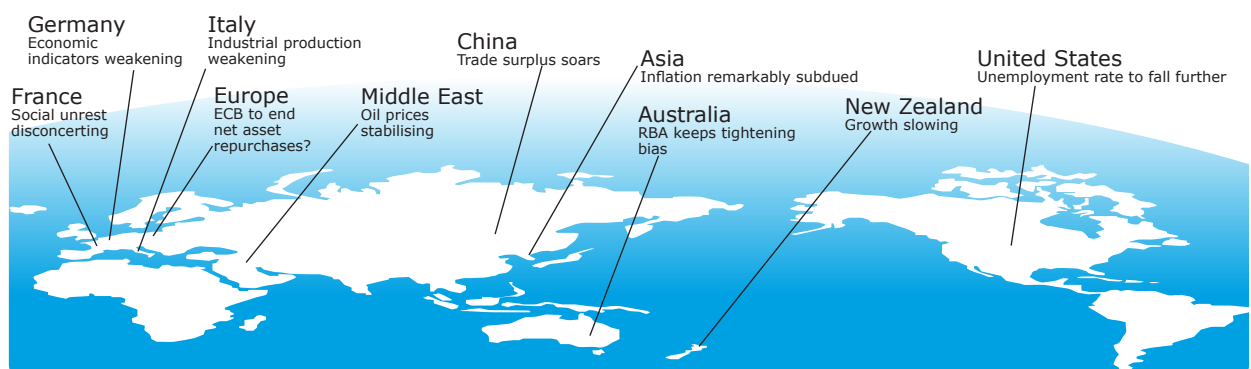 Germany
Economic
indicators weakening
Italy
Industrial production
weakening
China
Trade surplus soars
Asia
Inflation remarkably subdued
United States
Unemployment rate to fall further
France
Social unrest
disconcerting
Europe
ECB to end
net asset
repurchases?
Middle East
Oil prices
stabilising
Australia
RBA keeps tightening
bias
New Zealand
Growth slowing